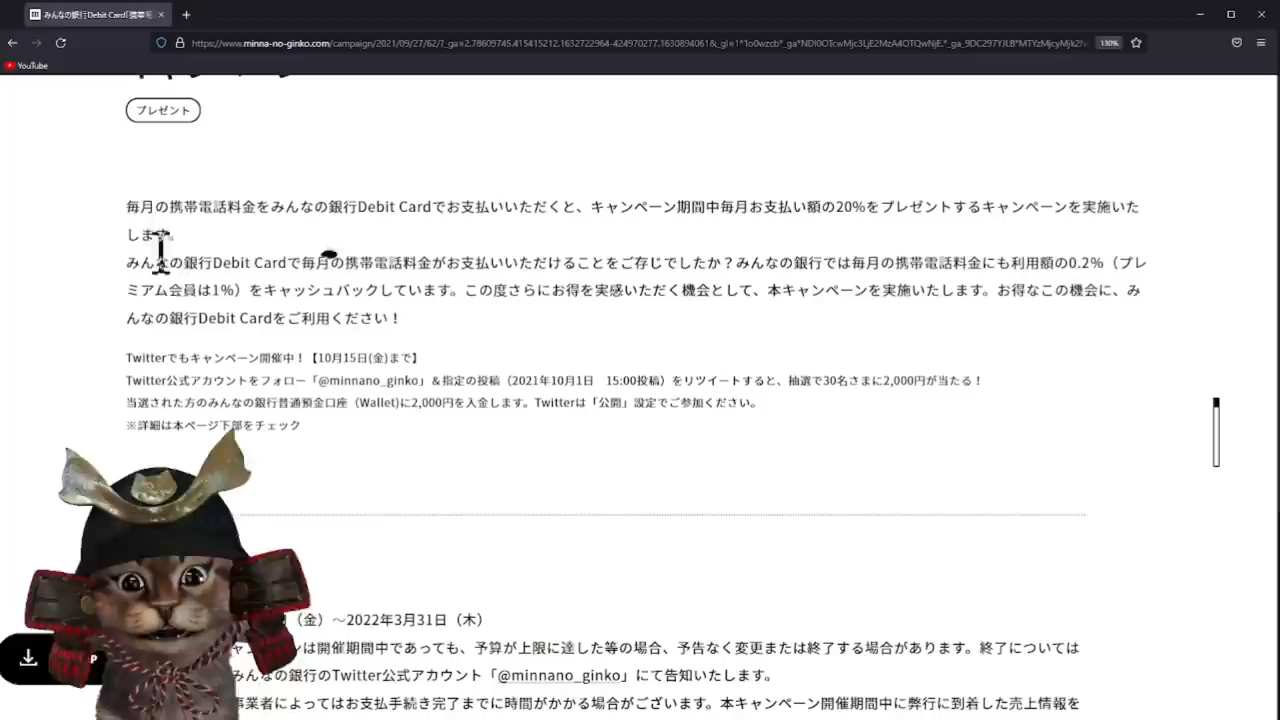 みんなの銀行Debit Card「携帯電
YouTube
130%
プレゼント
毎月の携帯電話料金をみんなの銀行Debit Cardでお支払いいただくと、キャンペーン期間中毎月お支払い額の20%をプレゼントするキャンペーンを実施いた
します。
みんなの銀行Debit Cardで毎月の携帯電話料金がお支払いいただけることをご存じでしたか？みんなの銀行では毎月の携帯電話料金にも利用額の0.2%（プレ
ミアム会員は1%）をキャッシュバックしています。この度さらにお得を実感いただく機会として、本キャンペーンを実施いたします。お得なこの機会に、み
んなの銀行Debit Cardをご利用ください！
Twitterでもキャンペーン開催中！【10月15日(金)まで】
Twitter公式アカウントをフォロー「@minnano_ginko」＆指定の投稿（2021年10月1日　15:00投稿）をリツイートすると、抽選で30名さまに2,000円が当たる！
当選された方のみんなの銀行普通預金口座（Wallet)に2,000円を入金します。Twitterは「公開」設定でご参加ください。
※詳細は本ページ下部をチェック
（金）～2022年3月31日（木）
は開催期間中であっても、予算が上限に達した等の場合、予告なく変更または終了する場合があります。終了については
みんなの銀行のTwitter公式アカウント「@minnano_ginko」にて告知いたします。
事業者によってはお支払手続き完了までに時間がかかる場合がございます。本キャンペーン開催期間中に弊行に到着した売上情報を